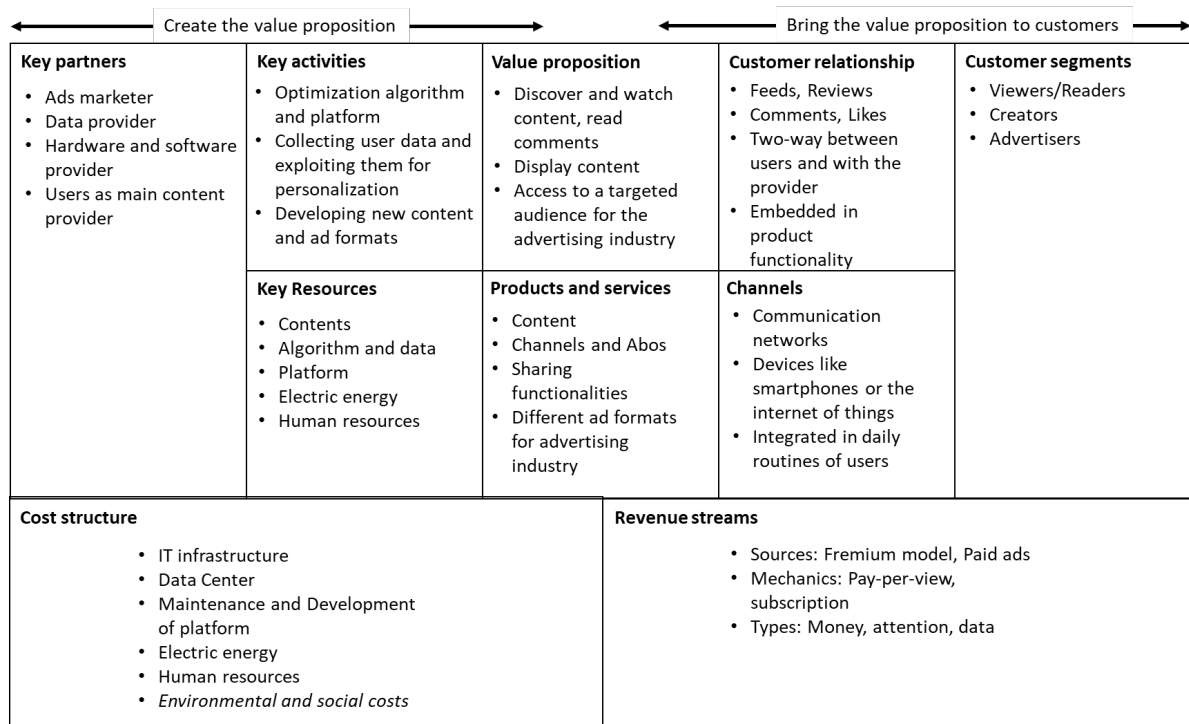 Create the value proposition
Bring the value proposition to customers
Key partners
• Ads marketer
• Data provider
• Hardware and software
provider
• Users as main content
provider
Key activities
• Optimization algorithm
and platform
• Collecting user data and
exploiting them for
personalization
• Developing new content
and ad formats
Key Resources
• Contents
• Algorithm and data
• Platform
• Electric energy
• Human resources
Value proposition
• Discover and watch
content, read
comments
• Display content
• Access to a targeted
audience for the
advertising industry
Products and services
• Content
• Channels and Abos
• Sharing
functionalities
• Different ad formats
for advertising
industry
Customer relationship
• Feeds, Reviews
• Comments, Likes
• Two-way between
users and with the
provider
• Embedded in
product
functionality
Channels
• Communication
networks
• Devices like
smartphones or the
internet of things
• Integrated in daily
routines of users
Customer segments
• Viewers/Readers
• Creators
• Advertisers
Cost structure
• IT infrastructure
• Data Center
• Maintenance and Development
of platform
• Electric energy
• Human resources
• Environmental and social costs
Revenue streams
• Sources: Fremium model, Paid ads
• Mechanics: Pay-per-view,
subscription
• Types: Money, attention, data